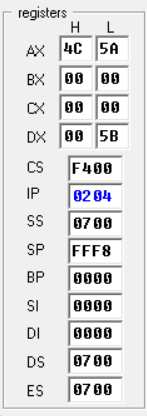 registers
H L
AX 4C 5A
BX 00 00
CX 00 00
DX 00 5B
CS F400
IP 0204
SS 0700
SP FFF8
BP 0000
SI 0000
DI 0000
DS 0700
ES 0700